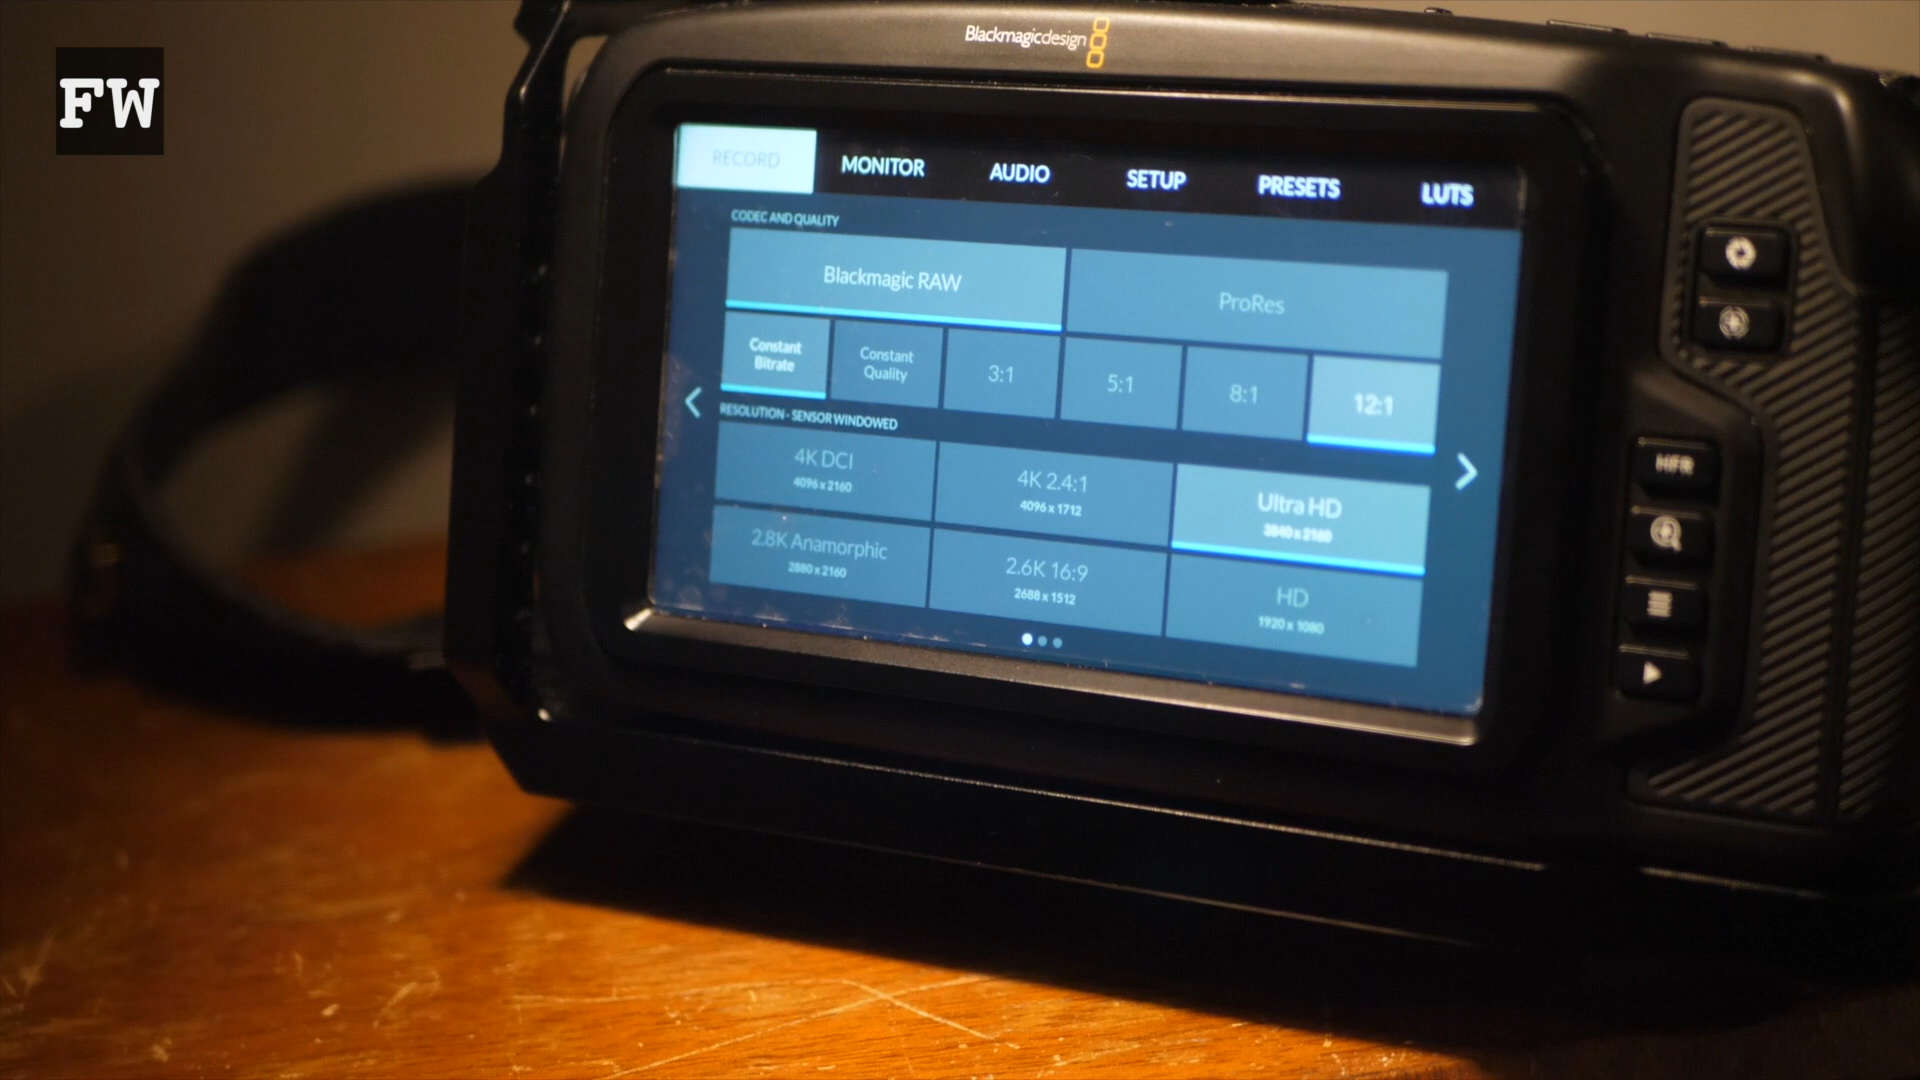 FW
Blackmagicdesign
RECORD MONITOR AUDIO SETUP PRESETS LUTS
CODEC AND QUALITY
Blackmagic RAW ProRes
Constant Bitrate Constant Quality 3:1 5:1 8:1 12:1
RESOLUTION - SENSOR WINDOWED
4K DCI 4K 2.4:1 Ultra HD
4096 x 2160 4096 x 1712 3840 x 2160
2.8K Anamorphic 2.6K 16:9 HD
2880 x 2160 2688 x 1512 1920 x 1080
HFR